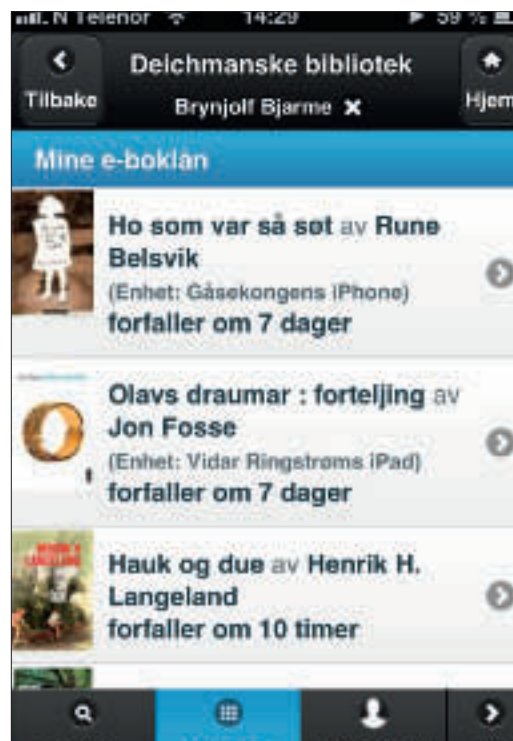 N Telenor 14:29 59 %
Deichmanske bibliotek
Tilbake
Brynjolf Bjarme ×
Hjem
Mine e-boklån
Ho som var så søt av Rune
Belsvik
(Enhet: Gåsekongens iPhone)
forfaller om 7 dager
Olavs draumar : forteljing av
Jon Fosse
(Enhet: Vidar Ringstrøms iPad)
forfaller om 7 dager
Hauk og due av Henrik H.
Langeland
forfaller om 10 timer